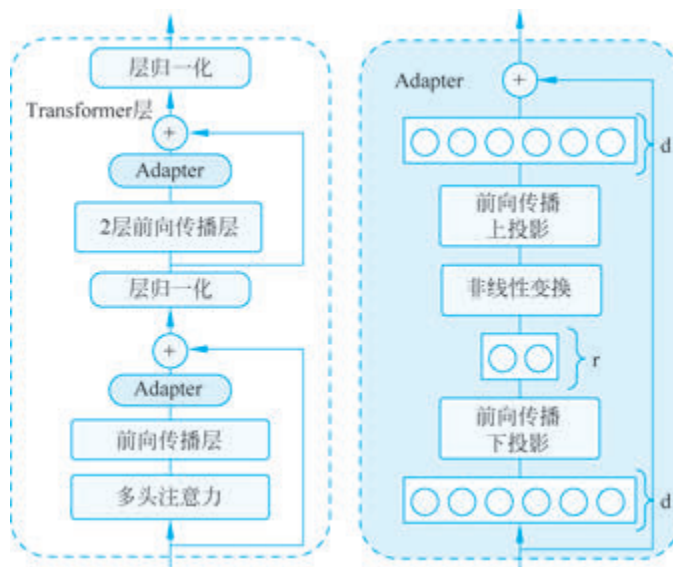 层归一化
Transformer层
+
Adapter
2层前向传播层
层归一化
+
Adapter
前向传播层
多头注意力
Adapter
+
d
前向传播
上投影
非线性变换
r
前向传播
下投影
d